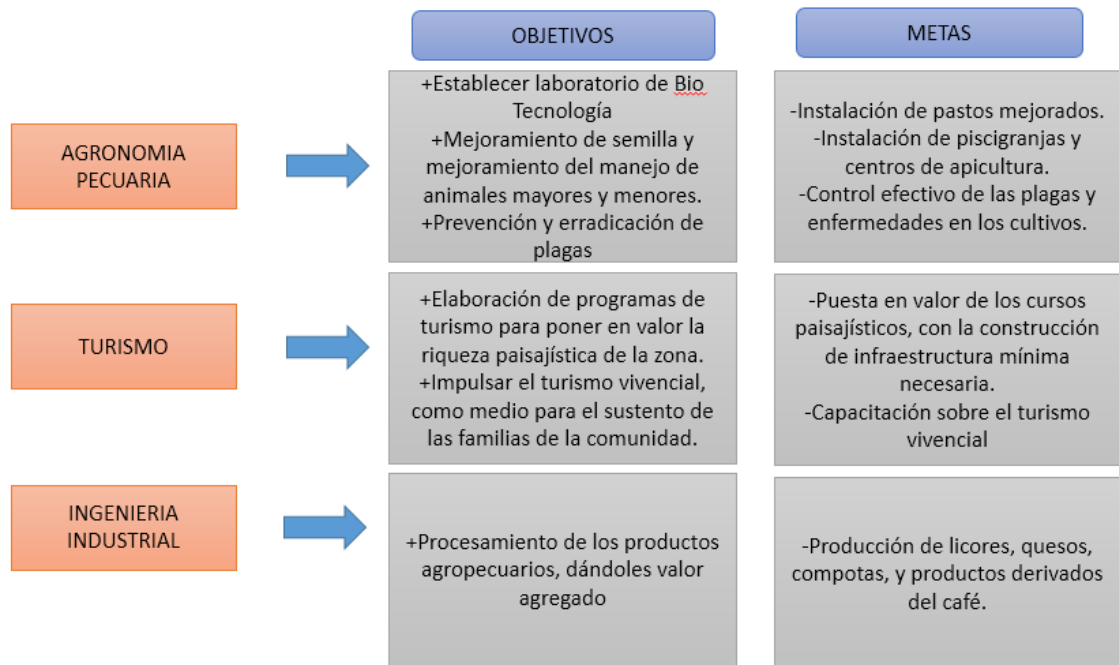 OBJETIVOS
METAS
AGRONOMIA
PECUARIA
+Establecer laboratorio de Bio
Tecnología
+Mejoramiento de semilla y
mejoramiento del manejo de
animales mayores y menores.
+Prevención y erradicación de
plagas
-Instalación de pastos mejorados.
-Instalación de piscigranjas y
centros de apicultura.
-Control efectivo de las plagas y
enfermedades en los cultivos.
TURISMO
+Elaboración de programas de
turismo para poner en valor la
riqueza paisajística de la zona.
+Impulsar el turismo vivencial,
como medio para el sustento de
las familias de la comunidad.
-Puesta en valor de los cursos
paisajísticos, con la construcción
de infraestructura mínima
necesaria.
-Capacitación sobre el turismo
vivencial
INGENIERIA
INDUSTRIAL
+Procesamiento de los productos
agropecuarios, dándoles valor
agregado
-Producción de licores, quesos,
compotas, y productos derivados
del café.